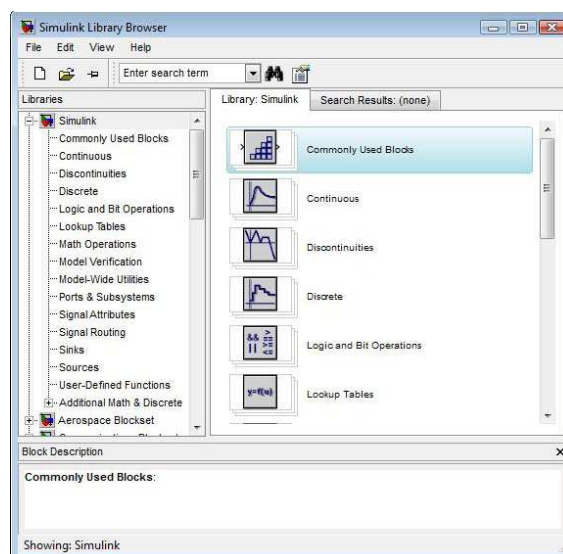 Simulink Library Browser
File Edit View Help
Enter search term
Libraries
Library: Simulink
Search Results: (none)
Simulink
Commonly Used Blocks
Continuous
Discontinuities
Discrete
Logic and Bit Operations
Lookup Tables
Math Operations
Model Verification
Model-Wide Utilities
Ports & Subsystems
Signal Attributes
Signal Routing
Sinks
Sources
User-Defined Functions
Additional Math & Discrete
Aerospace Blockset
Commonly Used Blocks
Continuous
Discontinuities
Discrete
&& > || >= <=
Logic and Bit Operations
y=f(u)
Lookup Tables
Block Description
Commonly Used Blocks:
Showing: Simulink